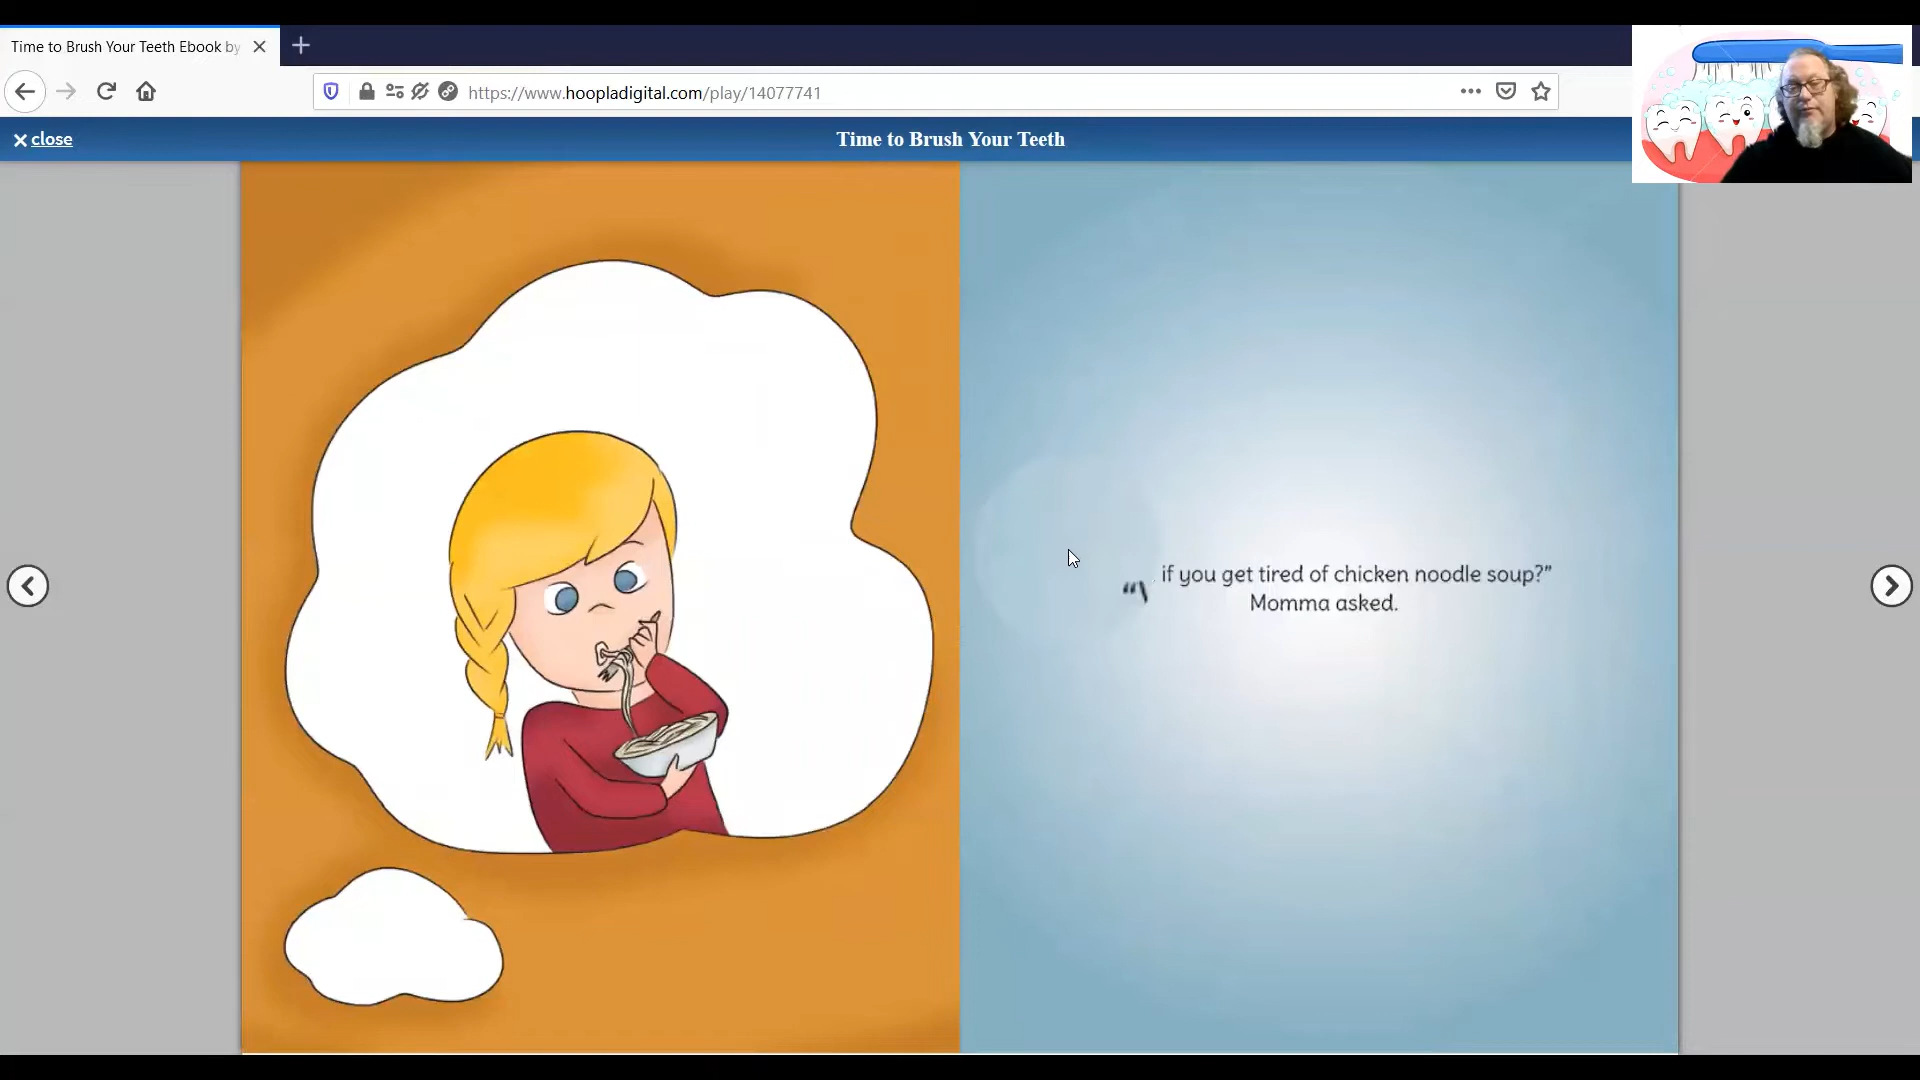 Time to Brush Your Teeth Ebook by
https://www.hoopladigital.com/play/14077741
close
Time to Brush Your Teeth
if you get tired of chicken noodle soup?”
Momma asked.